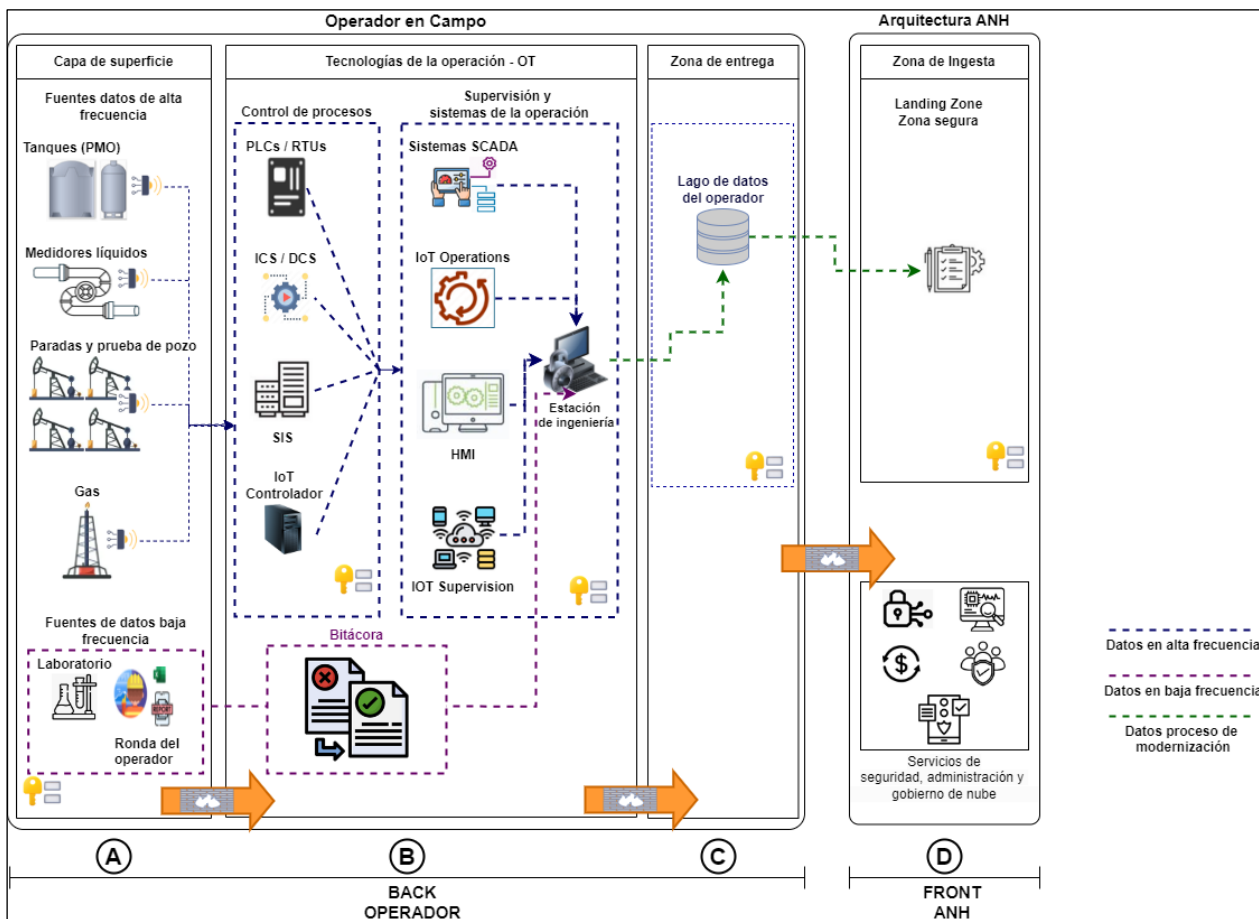 Operador en Campo
Arquitectura ANH
Capa de superficie
Tecnologías de la operación - OT
Zona de entrega
Zona de Ingesta
Fuentes datos de alta
frecuencia
Tanques (PMO)
Medidores líquidos
Paradas y prueba de pozo
Gas
Fuentes de datos baja
frecuencia
Laboratorio
REPORT
Ronda del
operador
Control de procesos
PLCs / RTUs
ICS / DCS
SIS
IoT
Controlador
Bitácora
Supervisión y
sistemas de la operación
Sistemas SCADA
IoT Operations
HMI
IOT Supervision
Estación
de ingeniería
Lago de datos
del operador
Landing Zone
Zona segura
Servicios de
seguridad, administración y
gobierno de nube
Datos en alta frecuencia
Datos en baja frecuencia
Datos proceso de
modernización
A
B
C
D
BACK
OPERADOR
FRONT
ANH